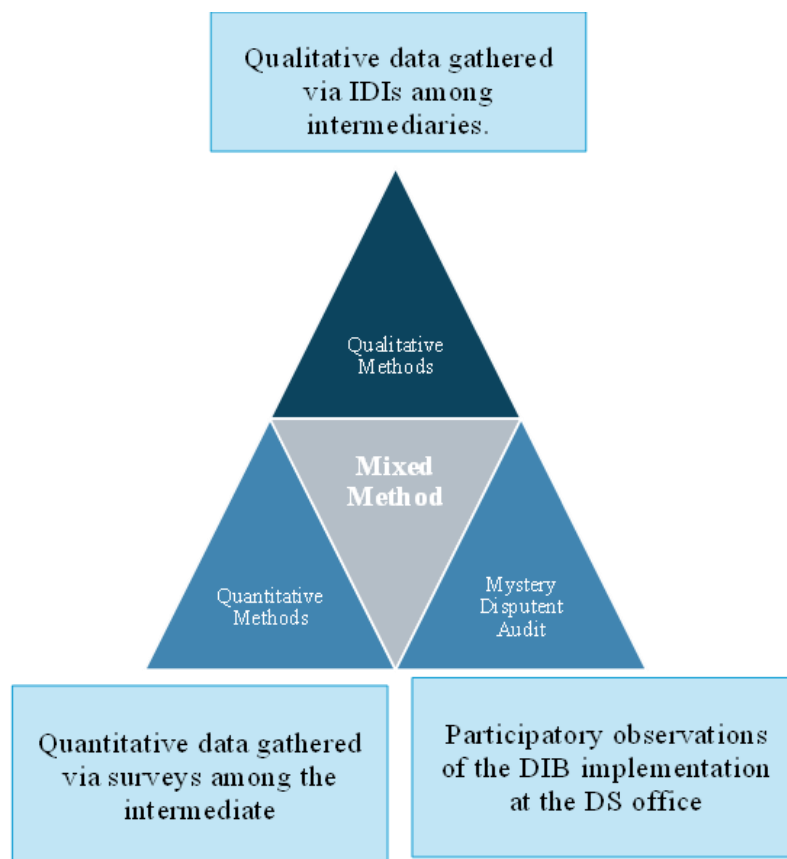 Qualitative data gathered
via IDIs among
intermediaries.
Qualitative
Methods
Mixed
Method
Quantitative
Methods
Mystery
Disputent
Audit
Quantitative data gathered
via surveys among the
intermediate
Participatory observations
of the DIB implementation
at the DS office